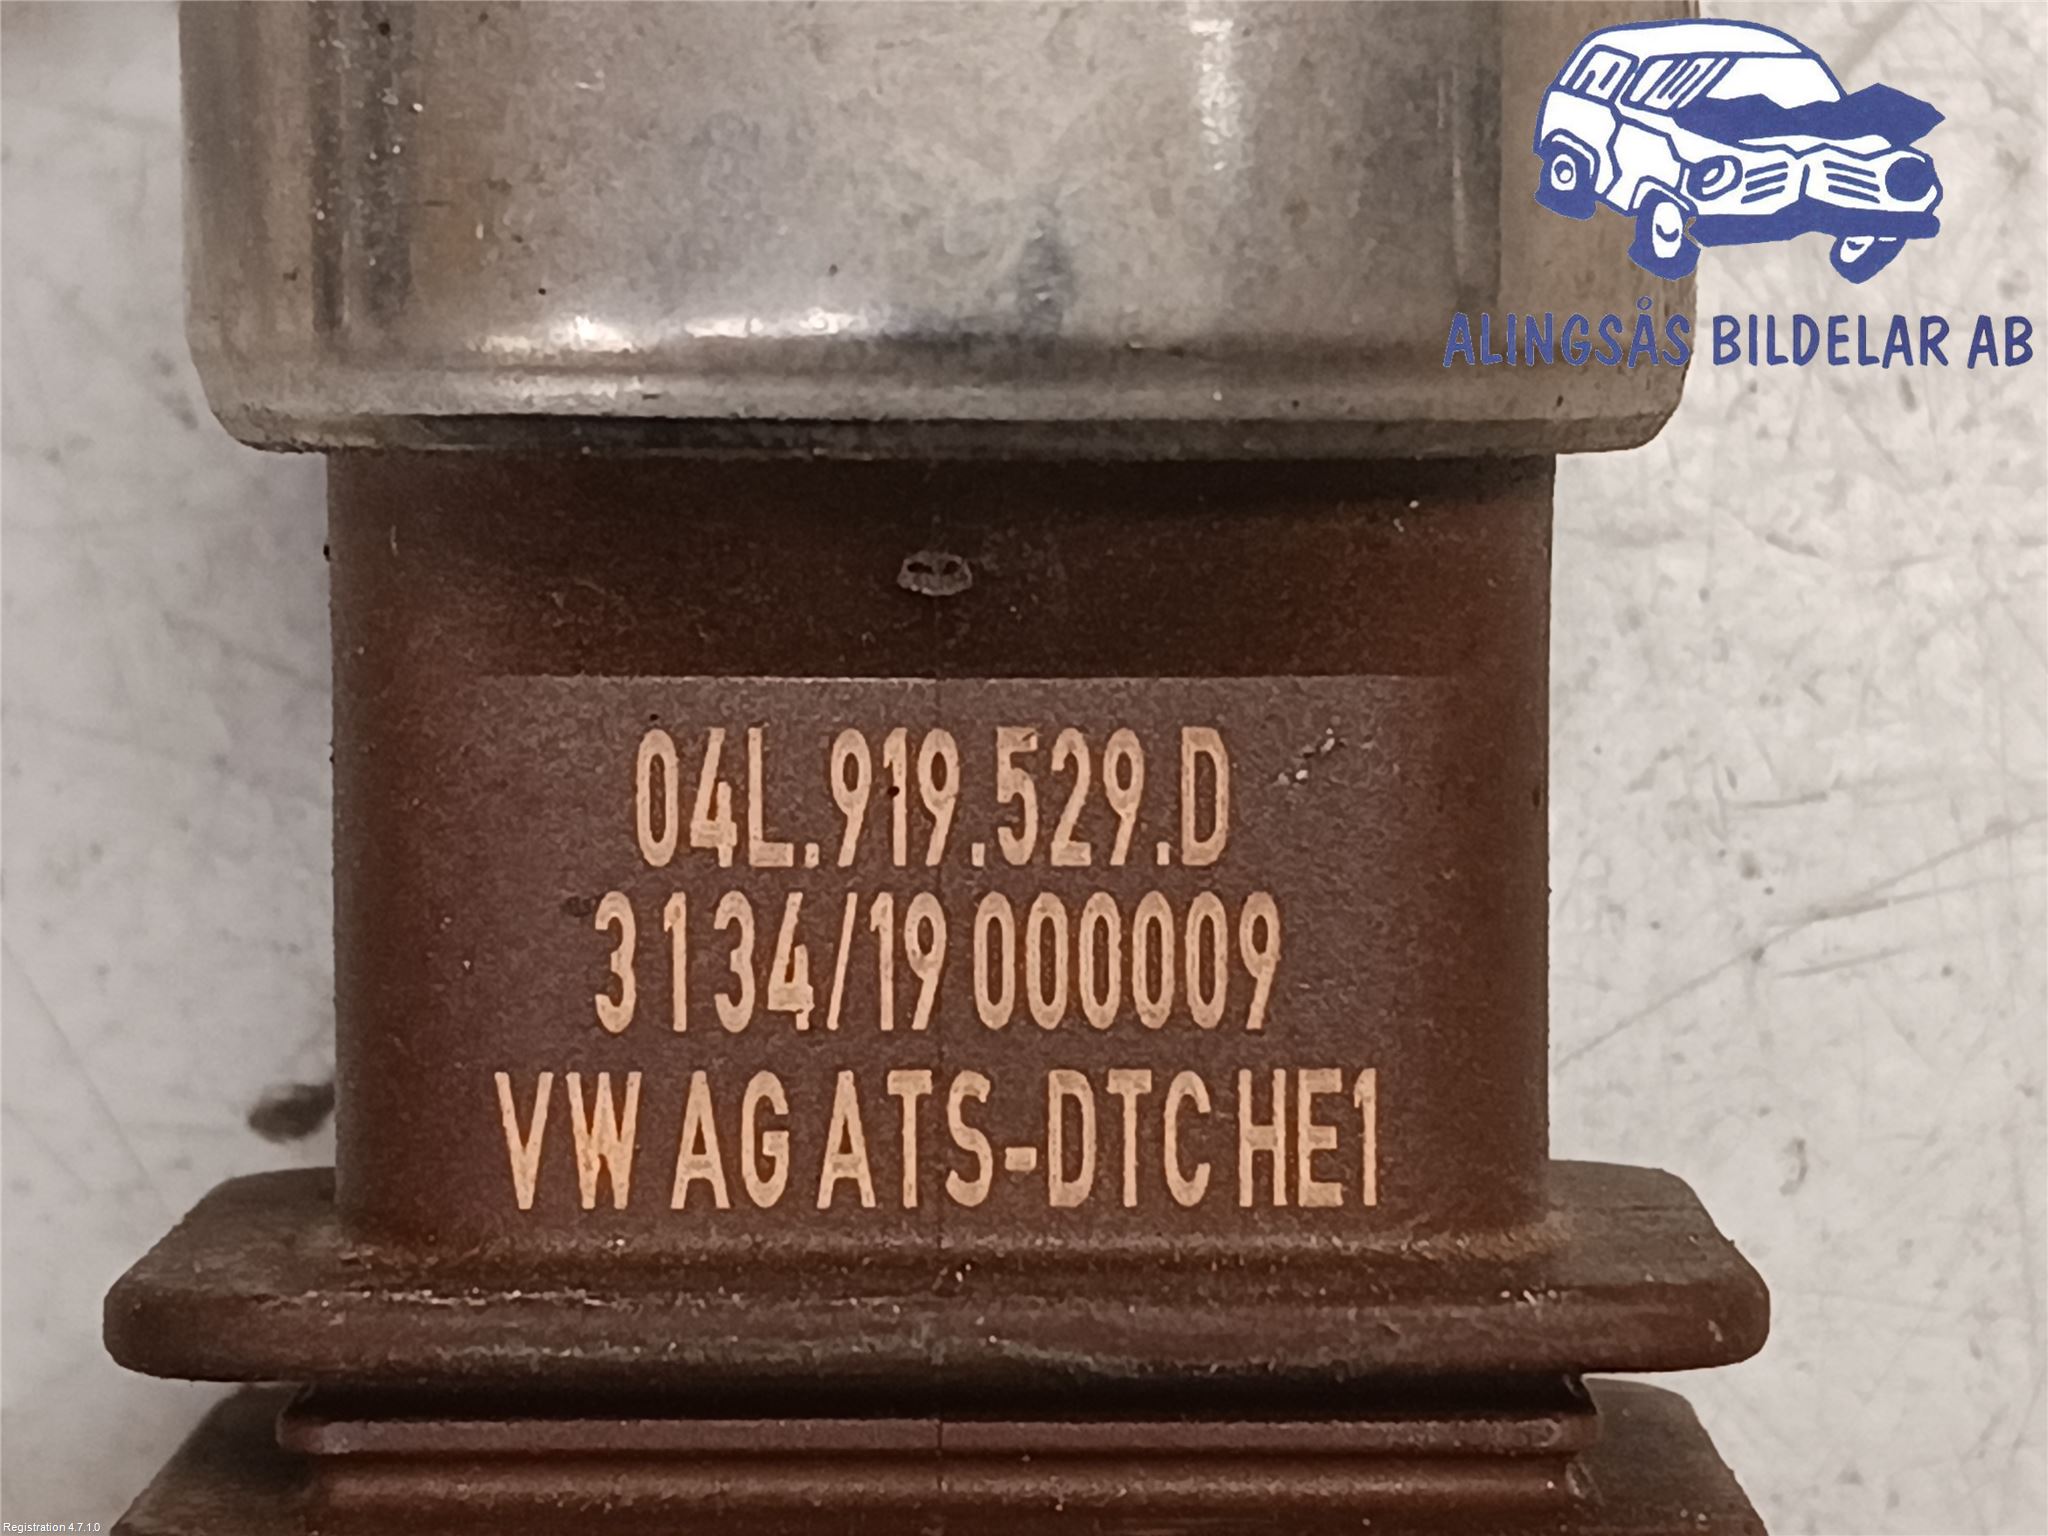 ALINGSÅS BILDELAR AB
04L.919.529.D
3134/19 000009
VW AG ATS-DTC HE1
Registration 4.7.1.0